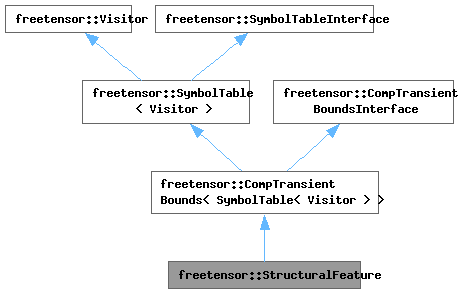 freetensor::Visitor
freetensor::SymbolTableInterface
freetensor::SymbolTable
< Visitor >
freetensor::CompTransient
BoundsInterface
freetensor::CompTransient
Bounds< SymbolTable< Visitor > >
freetensor::StructuralFeature